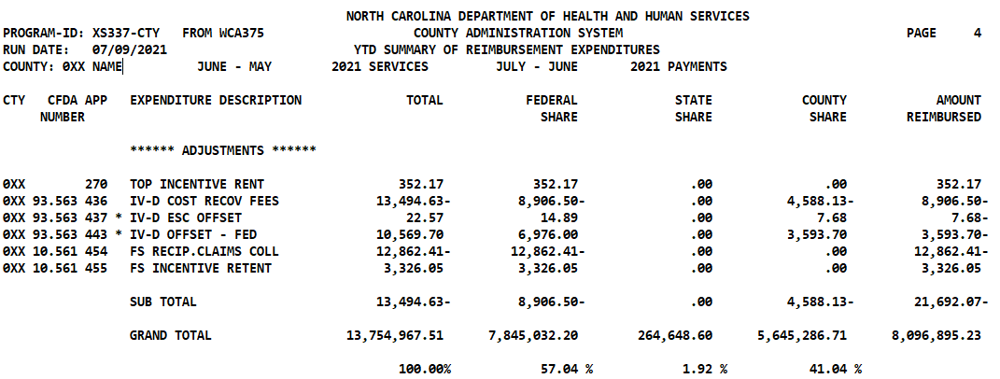 NORTH CAROLINA DEPARTMENT OF HEALTH AND HUMAN SERVICES
PROGRAM-ID: XS337-CTY FROM WCA375 COUNTY ADMINISTRATION SYSTEM PAGE 4
RUN DATE: 07/09/2021 YTD SUMMARY OF REIMBURSEMENT EXPENDITURES
COUNTY: 0XX NAME JUNE - MAY 2021 SERVICES JULY - JUNE 2021 PAYMENTS
CTY CFDA APP EXPENDITURE DESCRIPTION TOTAL FEDERAL STATE COUNTY AMOUNT
NUMBER SHARE SHARE SHARE REIMBURSED
****** ADJUSTMENTS ******
0XX 270 TOP INCENTIVE RENT 352.17 352.17 .00 .00 352.17
0XX 93.563 436 IV-D COST RECOV FEES 13,494.63- 8,906.50- .00 4,588.13- 8,906.50-
0XX 93.563 437 * IV-D ESC OFFSET 22.57 14.89 .00 7.68 7.68-
0XX 93.563 443 * IV-D OFFSET - FED 10,569.70 6,976.00 .00 3,593.70 3,593.70-
0XX 10.561 454 FS RECIP.CLAIMS COLL 12,862.41- 12,862.41- .00 .00 12,862.41-
0XX 10.561 455 FS INCENTIVE RETENT 3,326.05 3,326.05 .00 .00 3,326.05
SUB TOTAL 13,494.63- 8,906.50- .00 4,588.13- 21,692.07-
GRAND TOTAL 13,754,967.51 7,845,032.20 264,648.60 5,645,286.71 8,096,895.23
100.00% 57.04 % 1.92 % 41.04 %